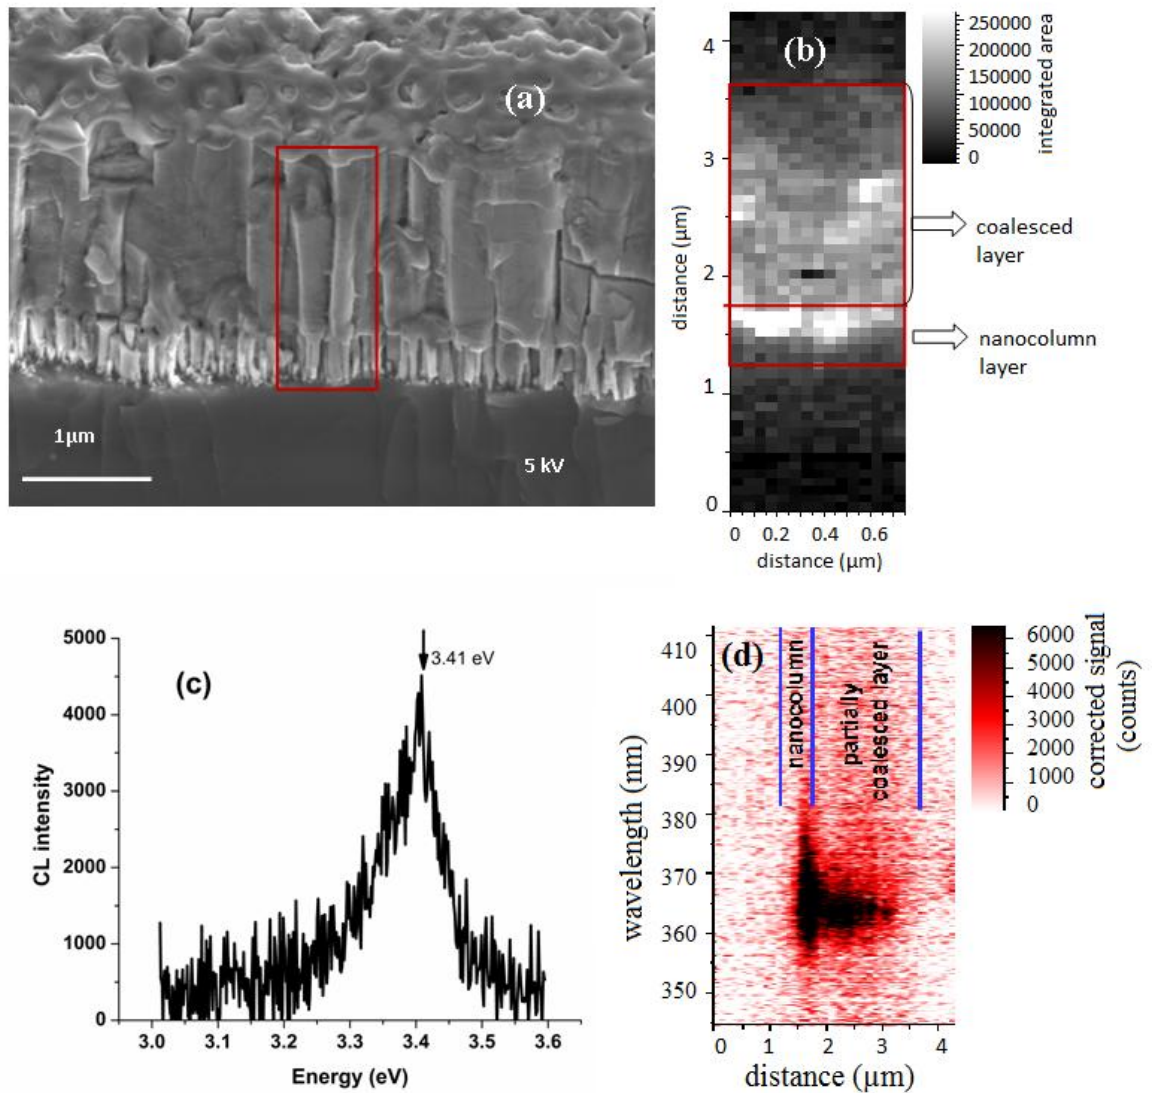 (a)
1µm
5 kV
(b)
4
3
2
1
0
distance (µm)
0 0.2 0.4 0.6
distance (µm)
250000
200000
150000
100000
50000
0
integrated area
coalesced
layer
nanocolumn
layer
(c)
3.41 eV
5000
4000
3000
2000
1000
0
CL intensity
3.0 3.1 3.2 3.3 3.4 3.5 3.6
Energy (eV)
(d)
nanocolumn
partially
coalesced layer
410
400
390
380
370
360
350
wavelength (nm)
0 1 2 3 4
distance (µm)
6000
5000
4000
3000
2000
1000
0
corrected signal
(counts)